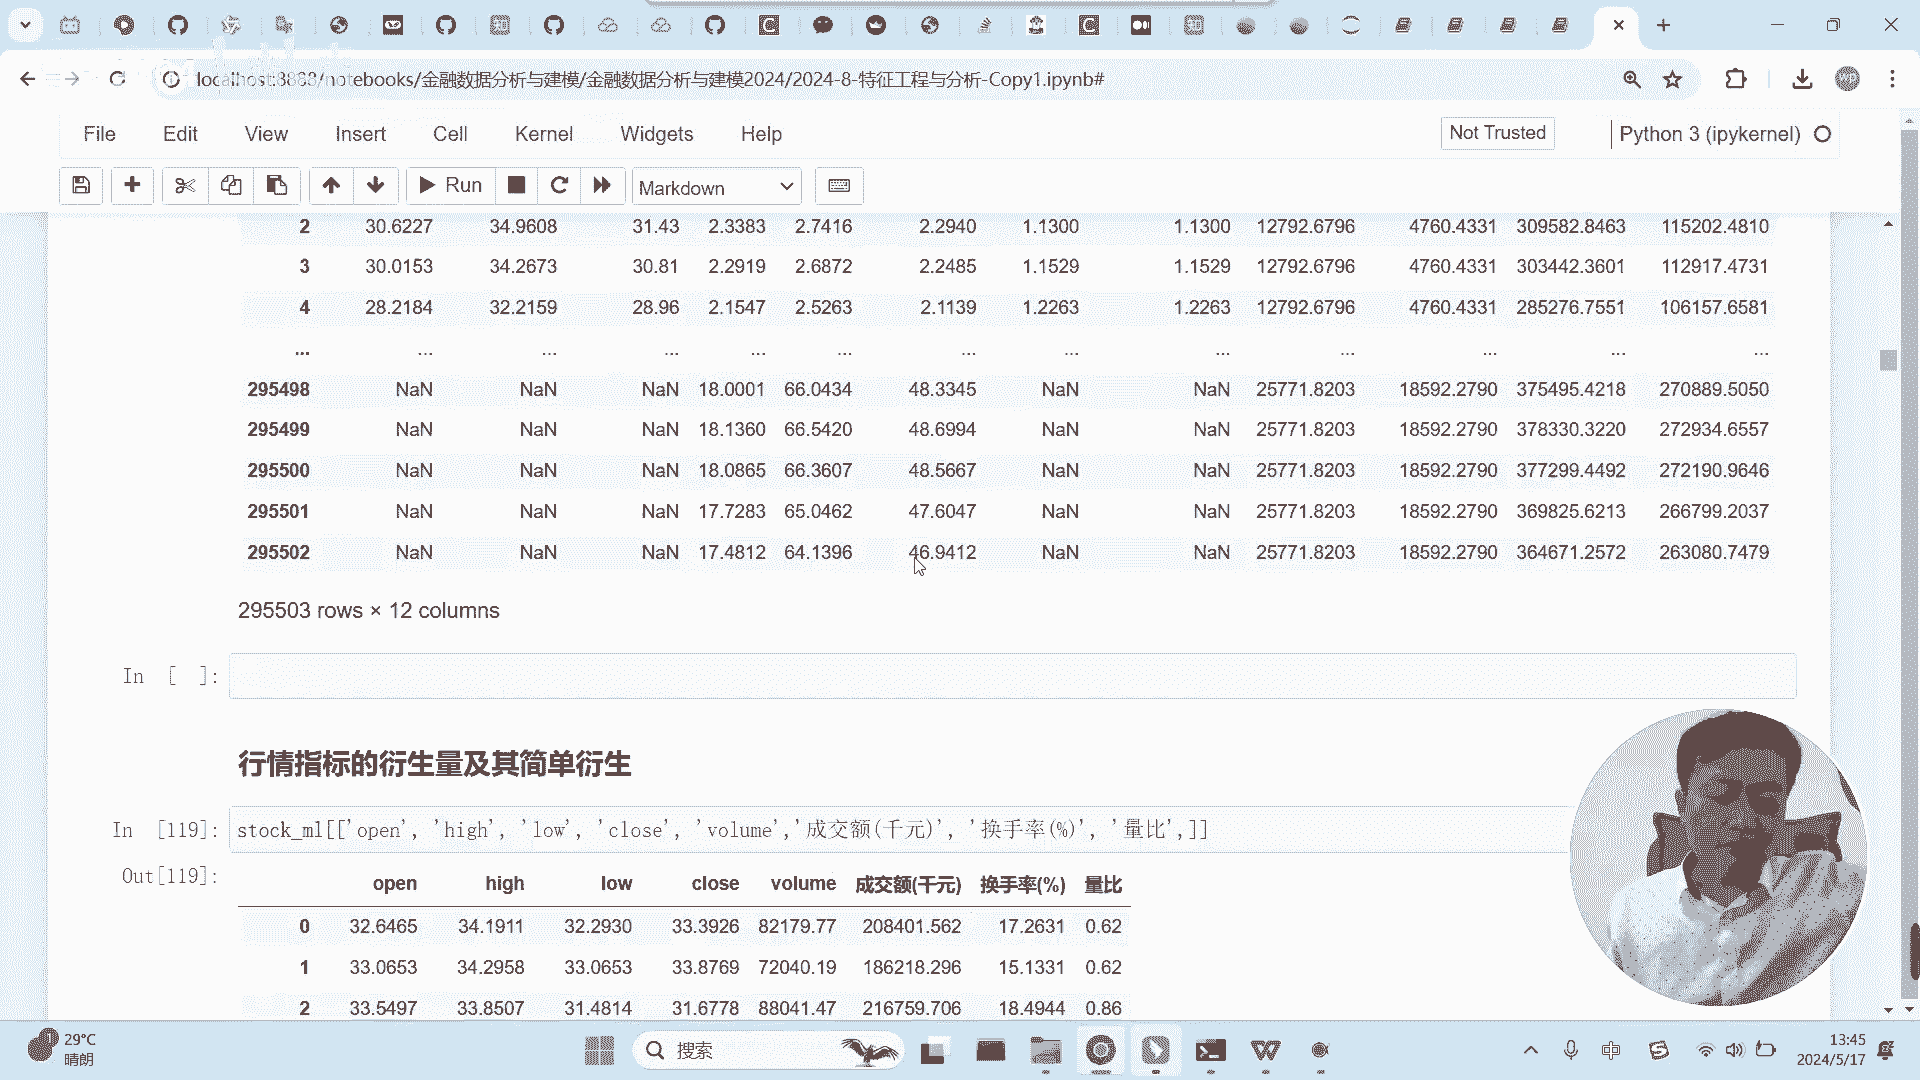 localhost:8888/notebooks/金融数据分析与建模/金融数据分析与建模2024/2024-8-特征工程与分析-Copy1.ipynb#
File Edit View Insert Cell Kernel Widgets Help
Not Trusted
Python 3 (ipykernel)
Run
Markdown
2 30.6227 34.9608 31.43 2.3383 2.7416 2.2940 1.1300 1.1300 12792.6796 4760.4331 309582.8463 115202.4810
3 30.0153 34.2673 30.81 2.2919 2.6872 2.2485 1.1529 1.1529 12792.6796 4760.4331 303442.3601 112917.4731
4 28.2184 32.2159 28.96 2.1547 2.5263 2.1139 1.2263 1.2263 12792.6796 4760.4331 285276.7551 106157.6581
... ... ... ... ... ... ... ... ... ... ... ... ...
295498 NaN NaN NaN 18.0001 66.0434 48.3345 NaN NaN 25771.8203 18592.2790 375495.4218 270889.5050
295499 NaN NaN NaN 18.1360 66.5420 48.6994 NaN NaN 25771.8203 18592.2790 378330.3220 272934.6557
295500 NaN NaN NaN 18.0865 66.3607 48.5667 NaN NaN 25771.8203 18592.2790 377299.4492 272190.9646
295501 NaN NaN NaN 17.7283 65.0462 47.6047 NaN NaN 25771.8203 18592.2790 369825.6213 266799.2037
295502 NaN NaN NaN 17.4812 64.1396 46.9412 NaN NaN 25771.8203 18592.2790 364671.2572 263080.7479
295503 rows × 12 columns
In [ ]:
行情指标的衍生量及其简单衍生
In [119]: stock_ml[['open', 'high', 'low', 'close', 'volume','成交额(千元)', '换手率(%)', '量比',]]
Out[119]:
open high low close volume 成交额(千元) 换手率(%) 量比
0 32.6465 34.1911 32.2930 33.3926 82179.77 208401.562 17.2631 0.62
1 33.0653 34.2958 33.0653 33.8769 72040.19 186218.296 15.1331 0.62
2 33.5497 33.8507 31.4814 31.6778 88041.47 216759.706 18.4944 0.86
29°C
晴朗
搜索
中
13:45
2024/5/17